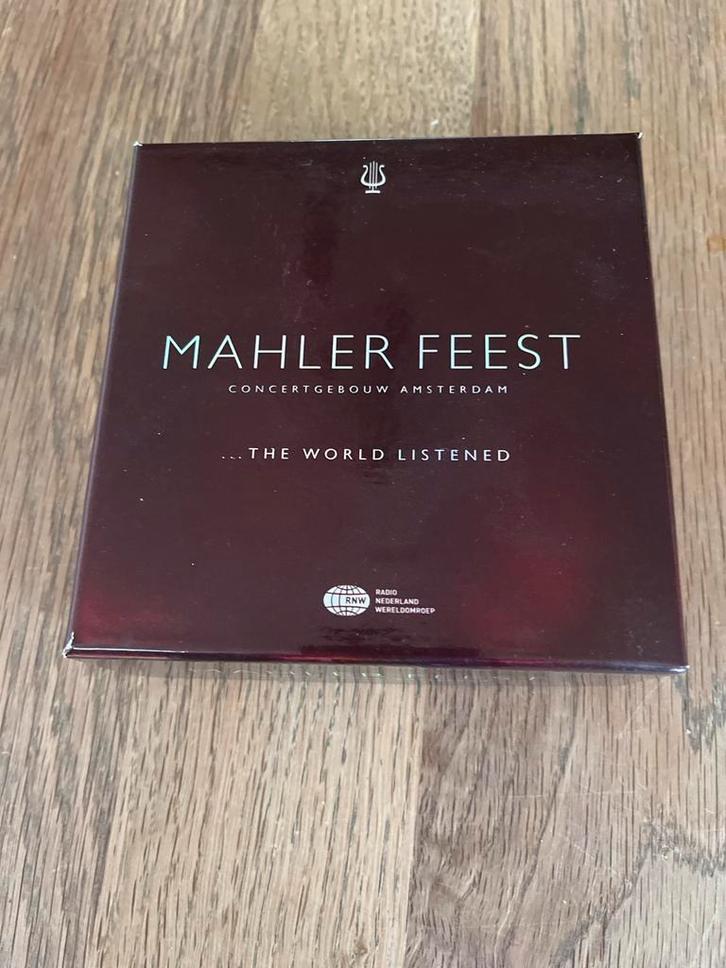 MAHLER FEEST
CONCERTGEBOUW AMSTERDAM
...THE WORLD LISTENED
RNW
RADIO
NEDERLAND
WERELDOMROEP